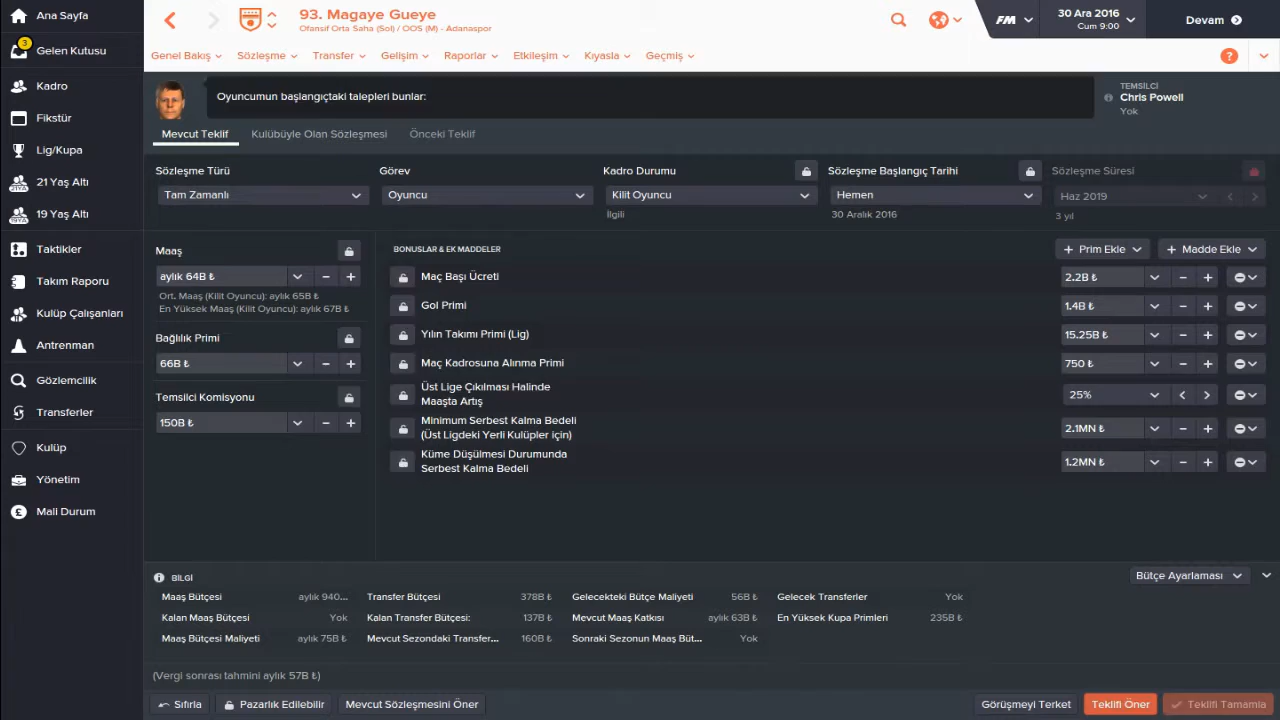 Ana Sayfa
3
Gelen Kutusu
Kadro
Fikstür
Lig/Kupa
21 Yaş Altı
19 Yaş Altı
Taktikler
Takım Raporu
Kulüp Çalışanları
Antrenman
Gözlemcilik
Transferler
Kulüp
Yönetim
Mali Durum
93. Magaye Gueye
Ofansif Orta Saha (Sol) / OOS (M) - Adanaspor
FM
30 Ara 2016
Cum 9:00
Devam
Genel Bakış
Sözleşme
Transfer
Gelişim
Raporlar
Etkileşim
Kıyasla
Geçmiş
?
Oyuncumun başlangıçtaki talepleri bunlar:
TEMSİLCİ
Chris Powell
Yok
Mevcut Teklif
Kulübüyle Olan Sözleşmesi
Önceki Teklif
Sözleşme Türü
Tam Zamanlı
Görev
Oyuncu
Kadro Durumu
Kilit Oyuncu
İlgili
Sözleşme Başlangıç Tarihi
Hemen
30 Aralık 2016
Sözleşme Süresi
Haz 2019
3 yıl
Maaş
aylık 64B ₺
Ort. Maaş (Kilit Oyuncu): aylık 65B ₺
En Yüksek Maaş (Kilit Oyuncu): aylık 67B ₺
Bağlılık Primi
66B ₺
Temsilci Komisyonu
150B ₺
BONUSLAR & EK MADDELER
+ Prim Ekle
+ Madde Ekle
Maç Başı Ücreti
2.2B ₺
Gol Primi
1.4B ₺
Yılın Takımı Primi (Lig)
15.25B ₺
Maç Kadrosuna Alınma Primi
750 ₺
Üst Lige Çıkılması Halinde
Maaşta Artış
25%
Minimum Serbest Kalma Bedeli
(Üst Ligdeki Yerli Kulüpler için)
2.1MN ₺
Küme Düşülmesi Durumunda
Serbest Kalma Bedeli
1.2MN ₺
BİLGİ
Bütçe Ayarlaması
Maaş Bütçesi aylık 940... Transfer Bütçesi 378B ₺ Gelecekteki Bütçe Maliyeti 56B ₺ Gelecek Transferler Yok
Kalan Maaş Bütçesi Yok Kalan Transfer Bütçesi: 137B ₺ Mevcut Maaş Katkısı aylık 63B ₺ En Yüksek Kupa Primleri 235B ₺
Maaş Bütçesi Maliyeti aylık 75B ₺ Mevcut Sezondaki Transfer... 160B ₺ Sonraki Sezonun Maaş Büt... Yok
(Vergi sonrası tahmini aylık 57B ₺)
Sıfırla
Pazarlık Edilebilir
Mevcut Sözleşmesini Öner
Görüşmeyi Terket
Teklifi Öner
Teklifi Tamamla